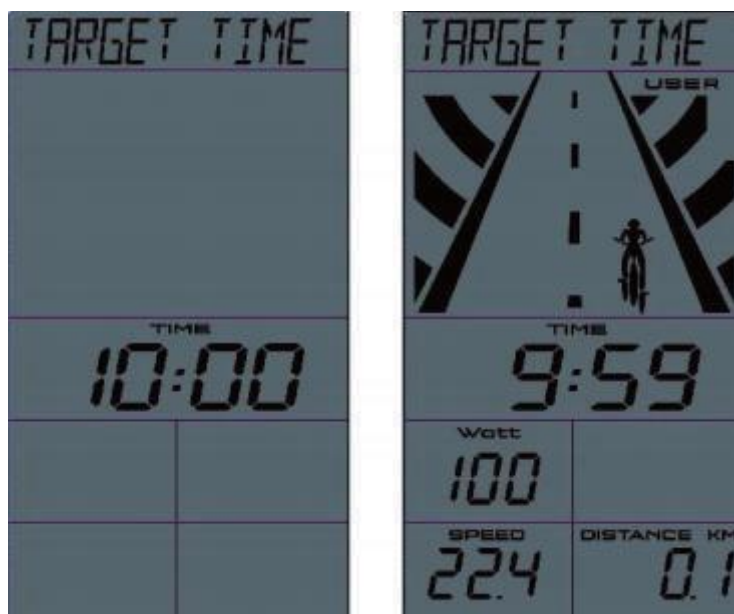 TARGET TIME
TIME
10:00
TARGET TIME
USER
TIME
9:59
Watt
100
SPEED
22.4
DISTANCE KM
0.1